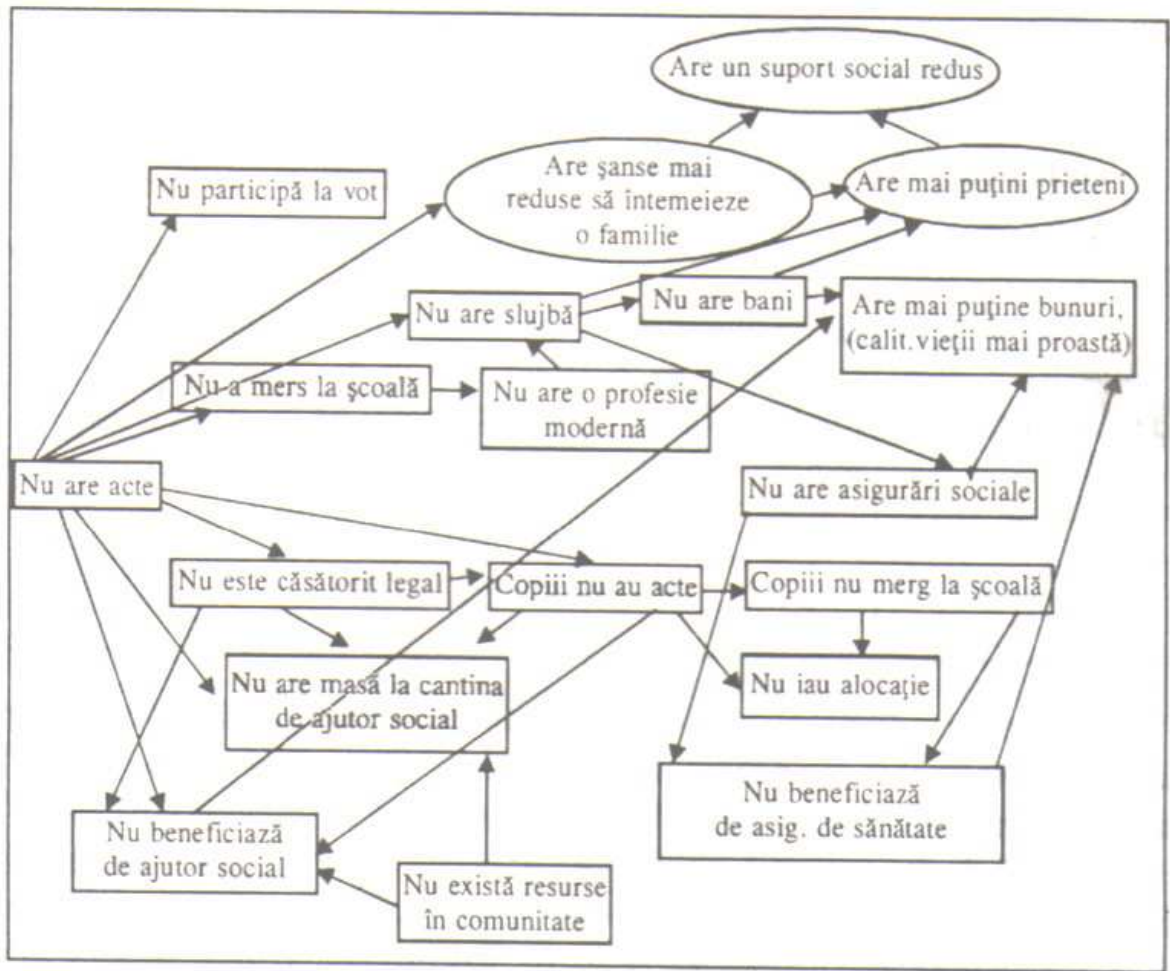 Are un suport social redus
Are şanse mai
reduse să întemeieze
o familie
Nu participă la vot
Are mai puţini prieteni
Nu are slujbă
Nu are bani
Are mai puţine bunuri,
(calit.vieţii mai proastă)
Nu-a mers la şcoală
Nu are o profesie
modernă
Nu are acte
Nu are asigurări sociale
Nu este căsătorit legal
Copiii nu au acte
Copiii nu merg la şcoală
Nu are masă la cantina
de ajutor social
Nu iau alocaţie
Nu beneficiază
de asig. de sănătate
Nu beneficiază
de ajutor social
Nu există resurse
în comunitate